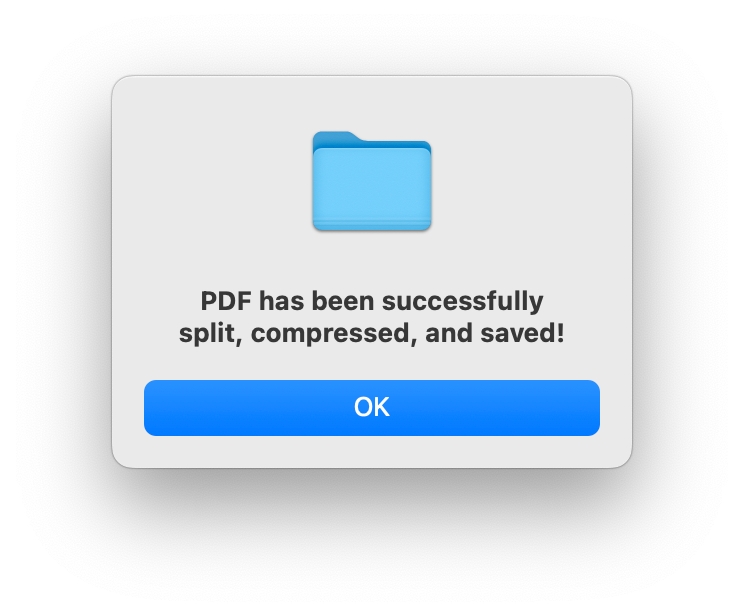 PDF has been successfully
split, compressed, and saved!
OK